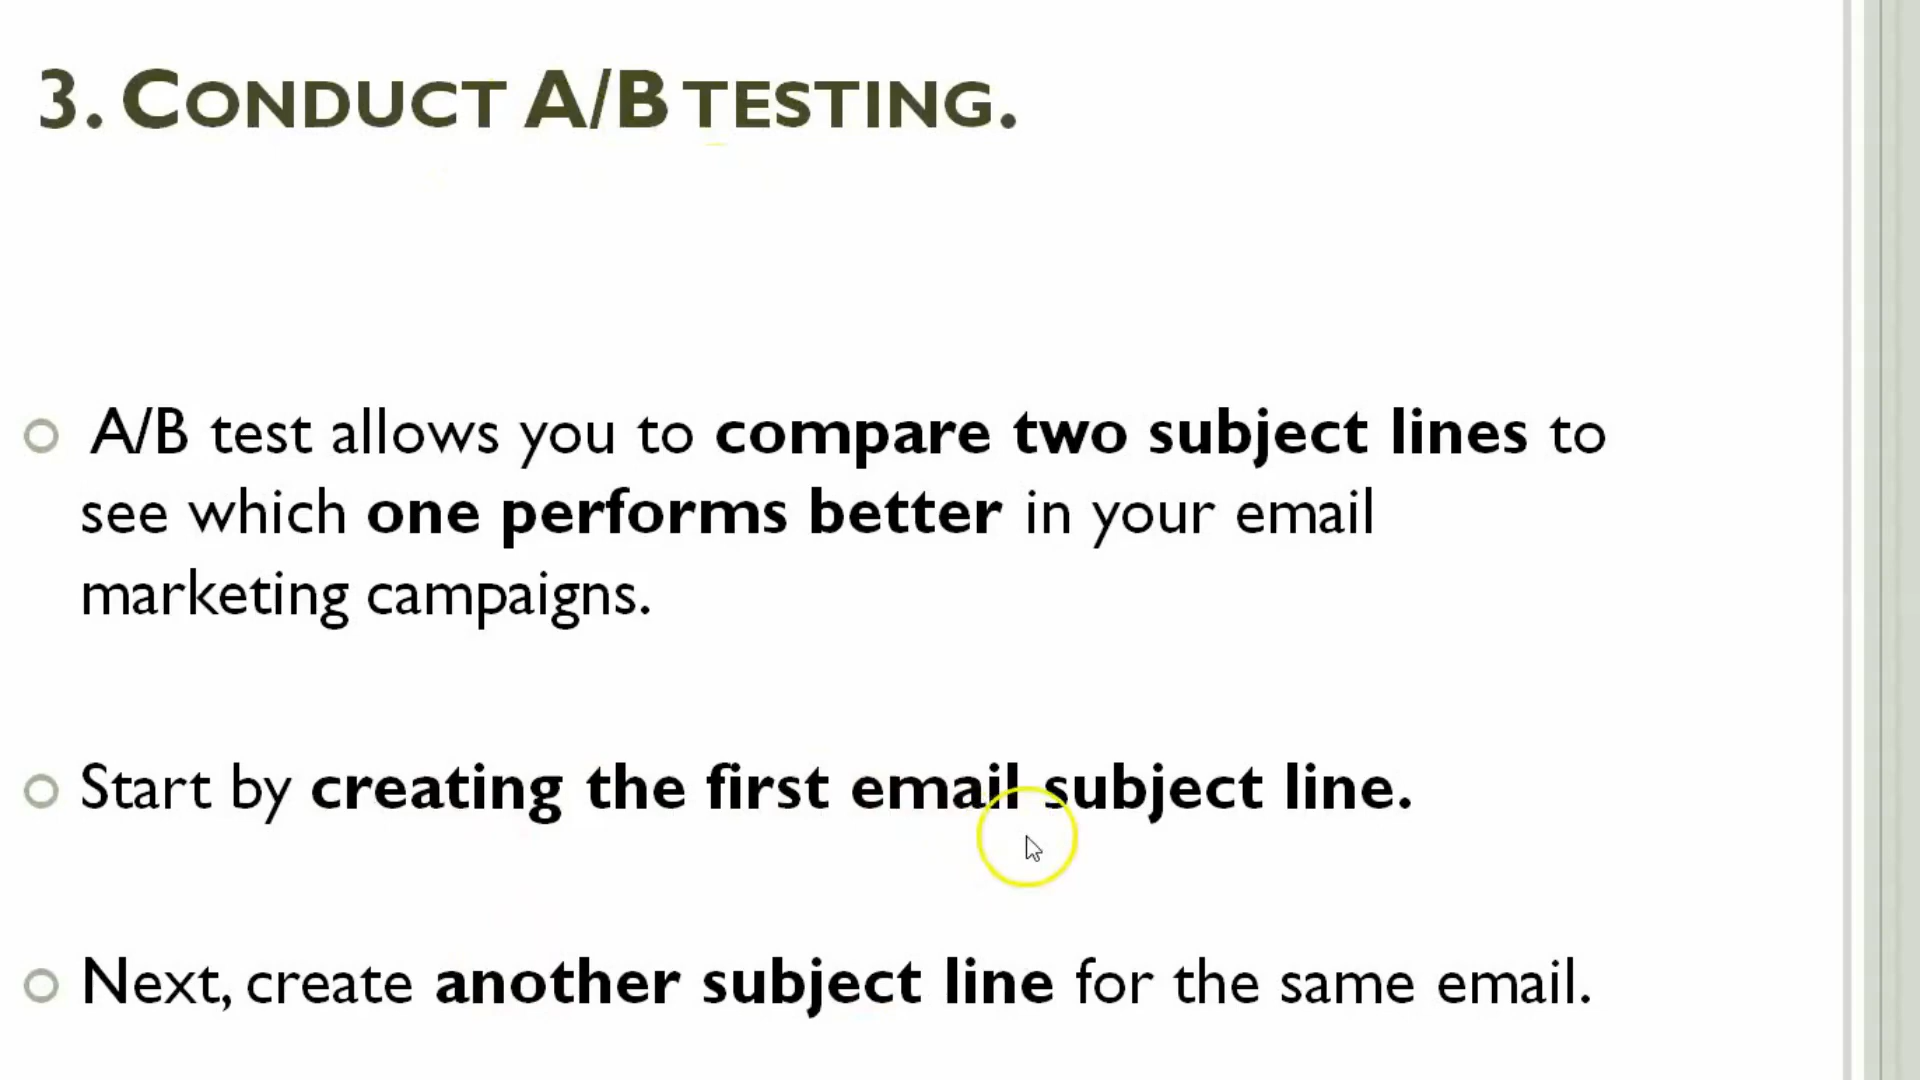 3. CONDUCT A/B TESTING.
A/B test allows you to compare two subject lines to
see which one performs better in your email
marketing campaigns.
Start by creating the first email subject line.
Next, create another subject line for the same email.